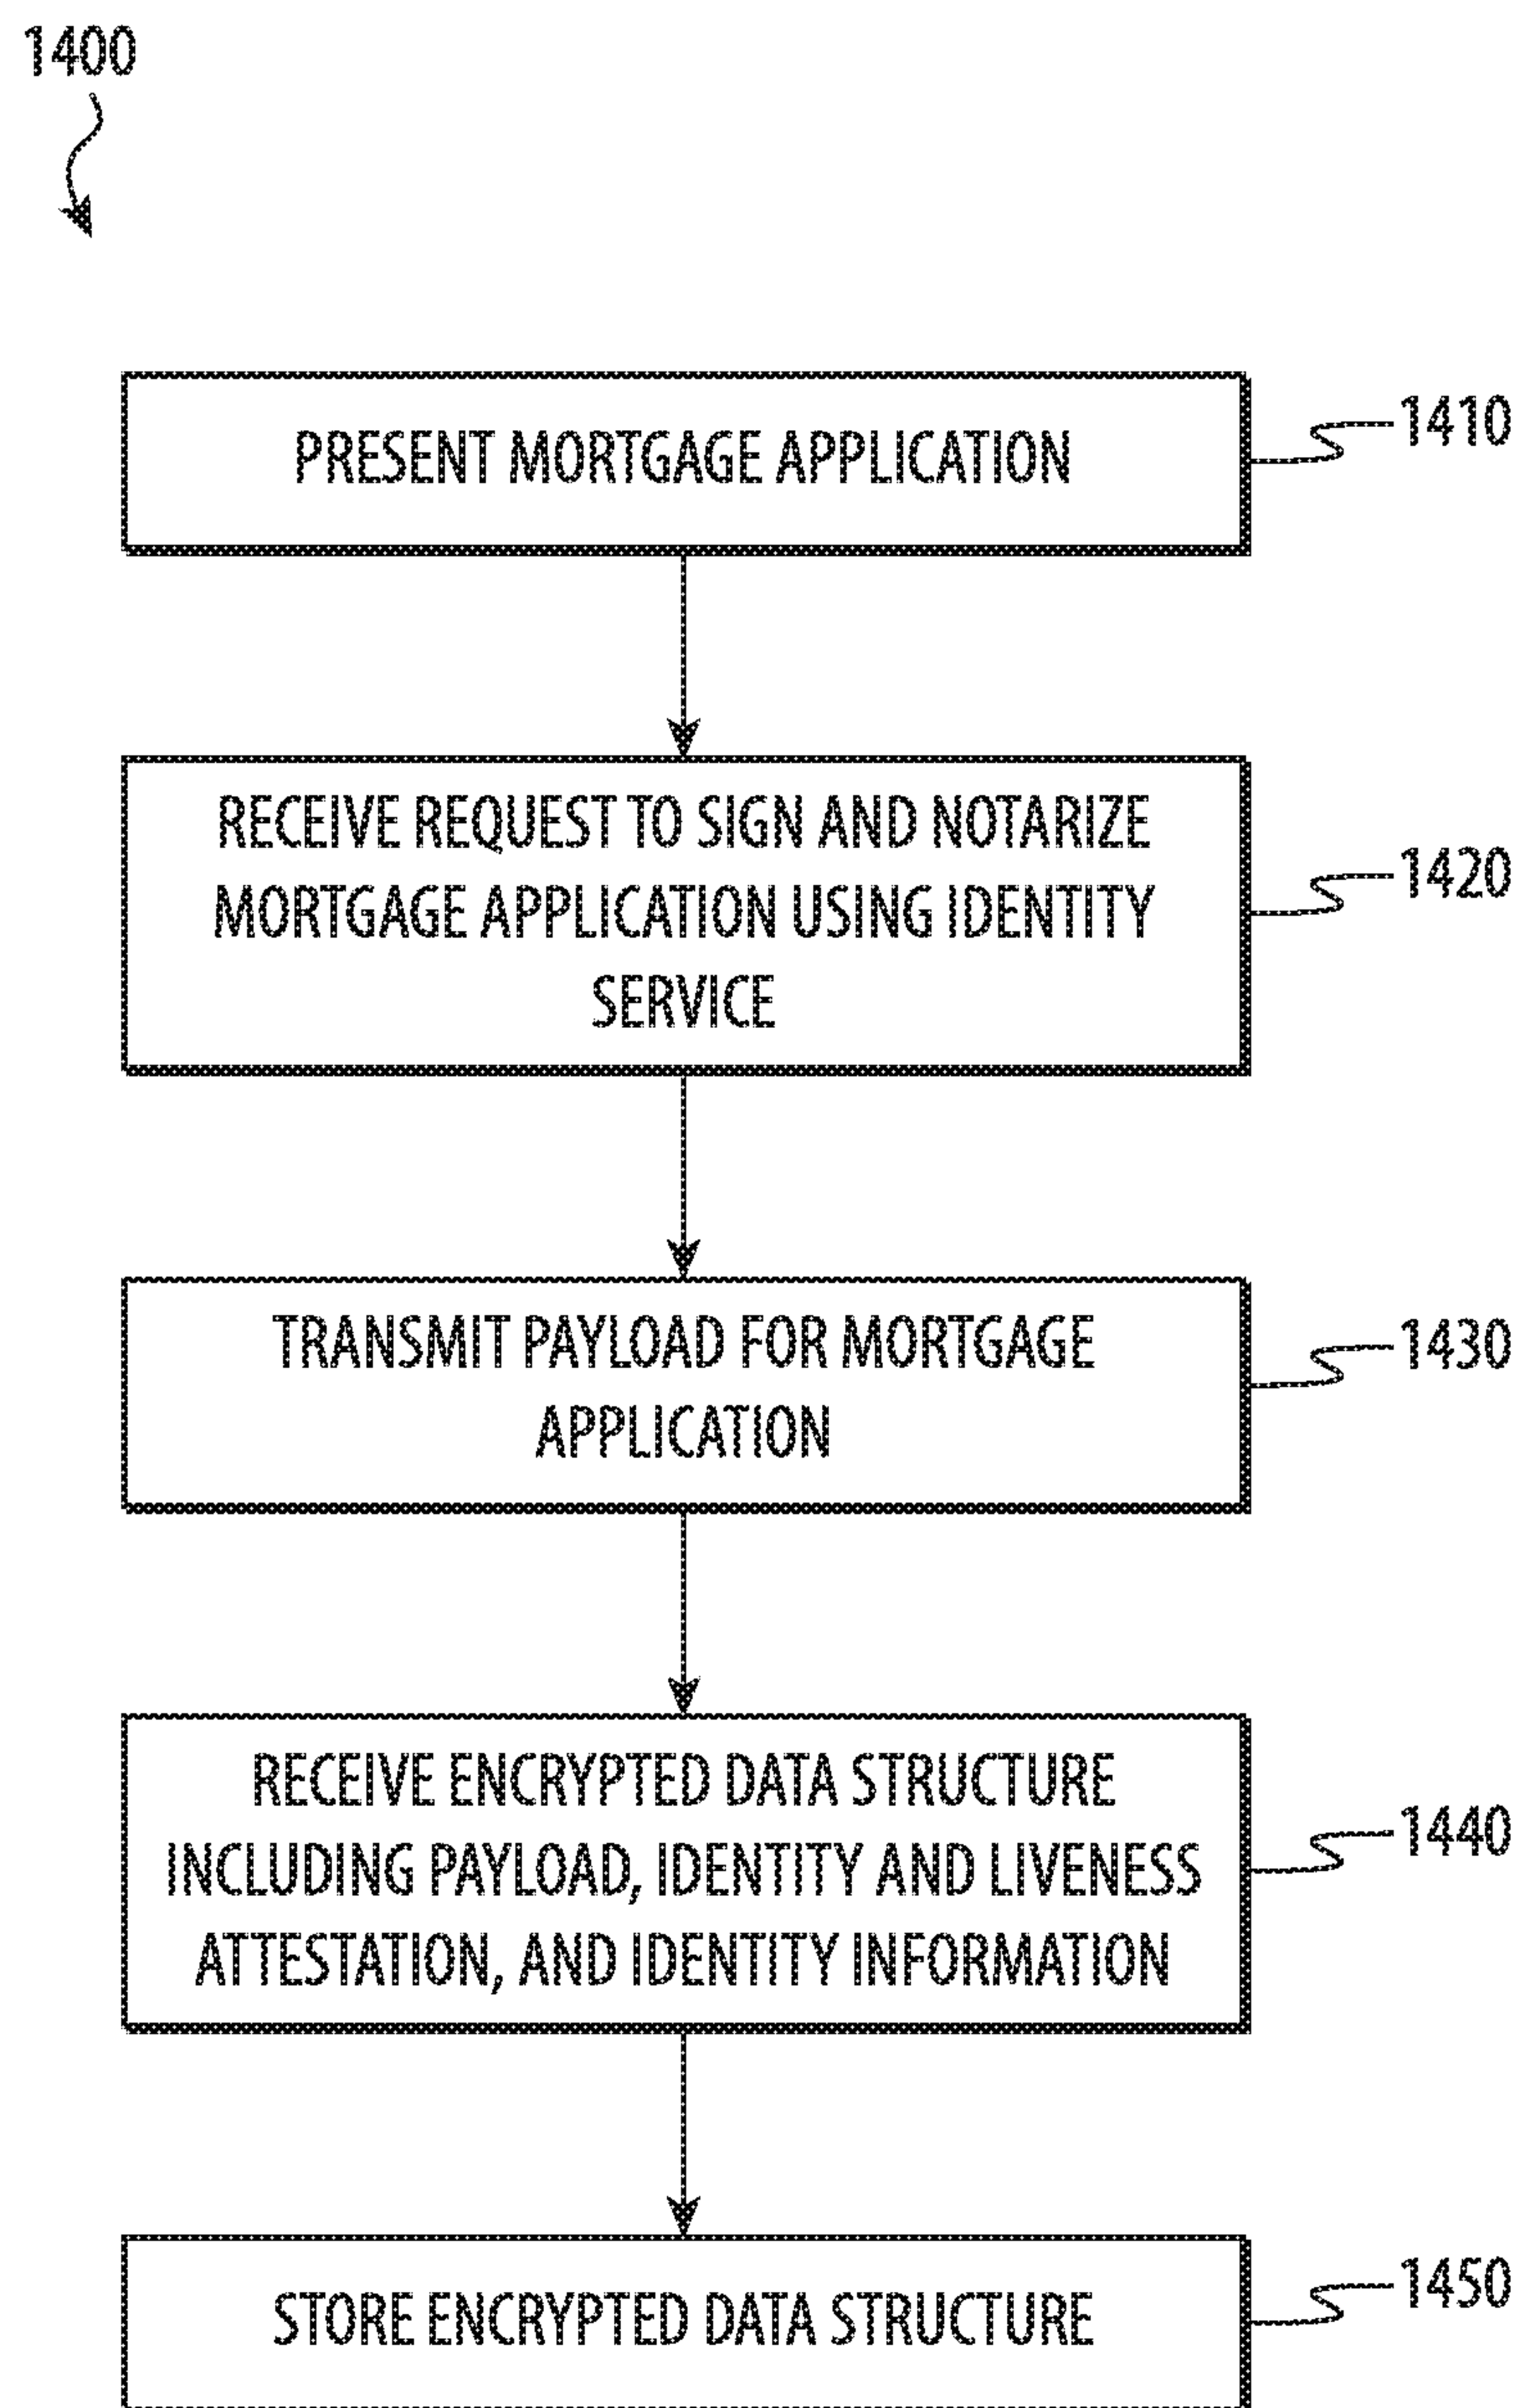 1400
PRESENT MORTGAGE APPLICATION
1410
RECEIVE REQUEST TO SIGN AND NOTARIZE
MORTGAGE APPLICATION USING IDENTITY
SERVICE
1420
TRANSMIT PAYLOAD FOR MORTGAGE
APPLICATION
1430
RECEIVE ENCRYPTED DATA STRUCTURE
INCLUDING PAYLOAD, IDENTITY AND LIVENESS
ATTESTATION, AND IDENTITY INFORMATION
1440
STORE ENCRYPTED DATA STRUCTURE
1450